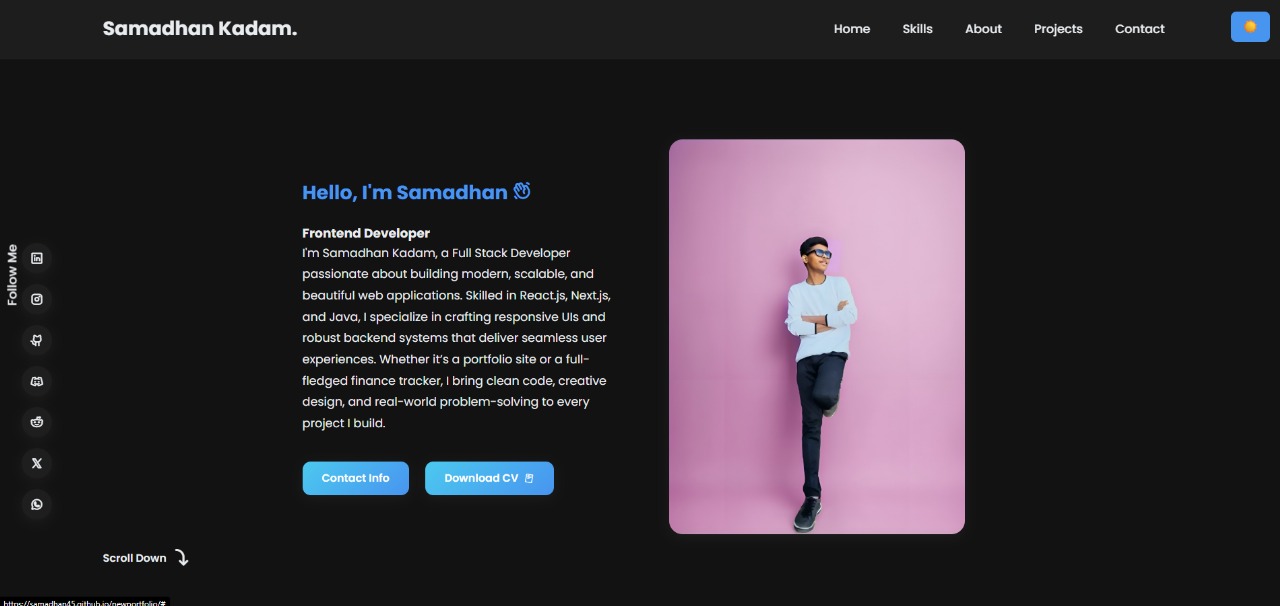 Samadhan Kadam.
Home Skills About Projects Contact
Hello, I'm Samadhan
Frontend Developer
I'm Samadhan Kadam, a Full Stack Developer
passionate about building modern, scalable, and
beautiful web applications. Skilled in React.js, Next.js,
and Java, I specialize in crafting responsive UIs and
robust backend systems that deliver seamless user
experiences. Whether it’s a portfolio site or a full-
fledged finance tracker, I bring clean code, creative
design, and real-world problem-solving to every
project I build.
Contact Info Download CV
Follow Me
Scroll Down
https://samadhan45.github.io/newportfolio/#